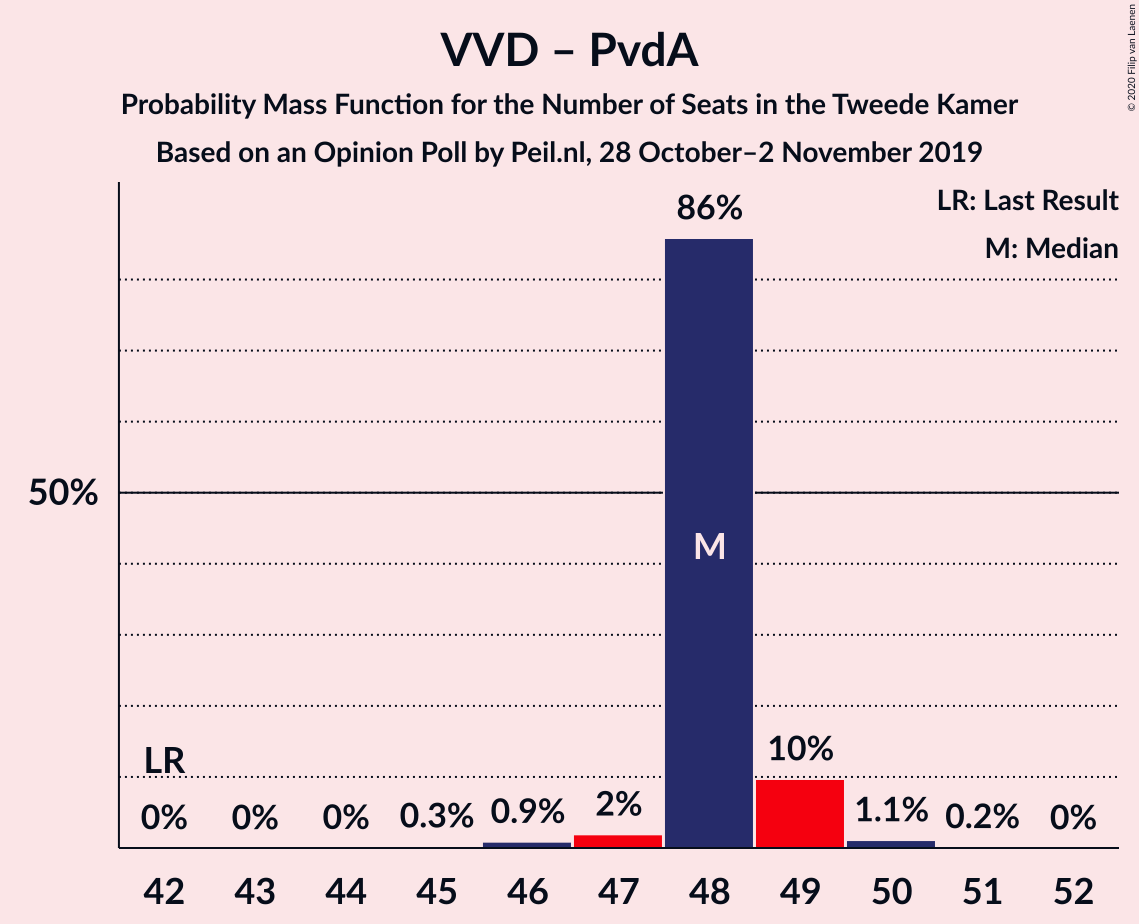 VVD – PvdA
Probability Mass Function for the Number of Seats in the Tweede Kamer
Based on an Opinion Poll by Peil.nl, 28 October–2 November 2019
© 2020 Filip van Laenen
LR: Last Result
M: Median
86%
50%
M
LR
10%
0% 0% 0% 0.3% 0.9% 2% 1.1% 0.2% 0%
42 43 44 45 46 47 48 49 50 51 52